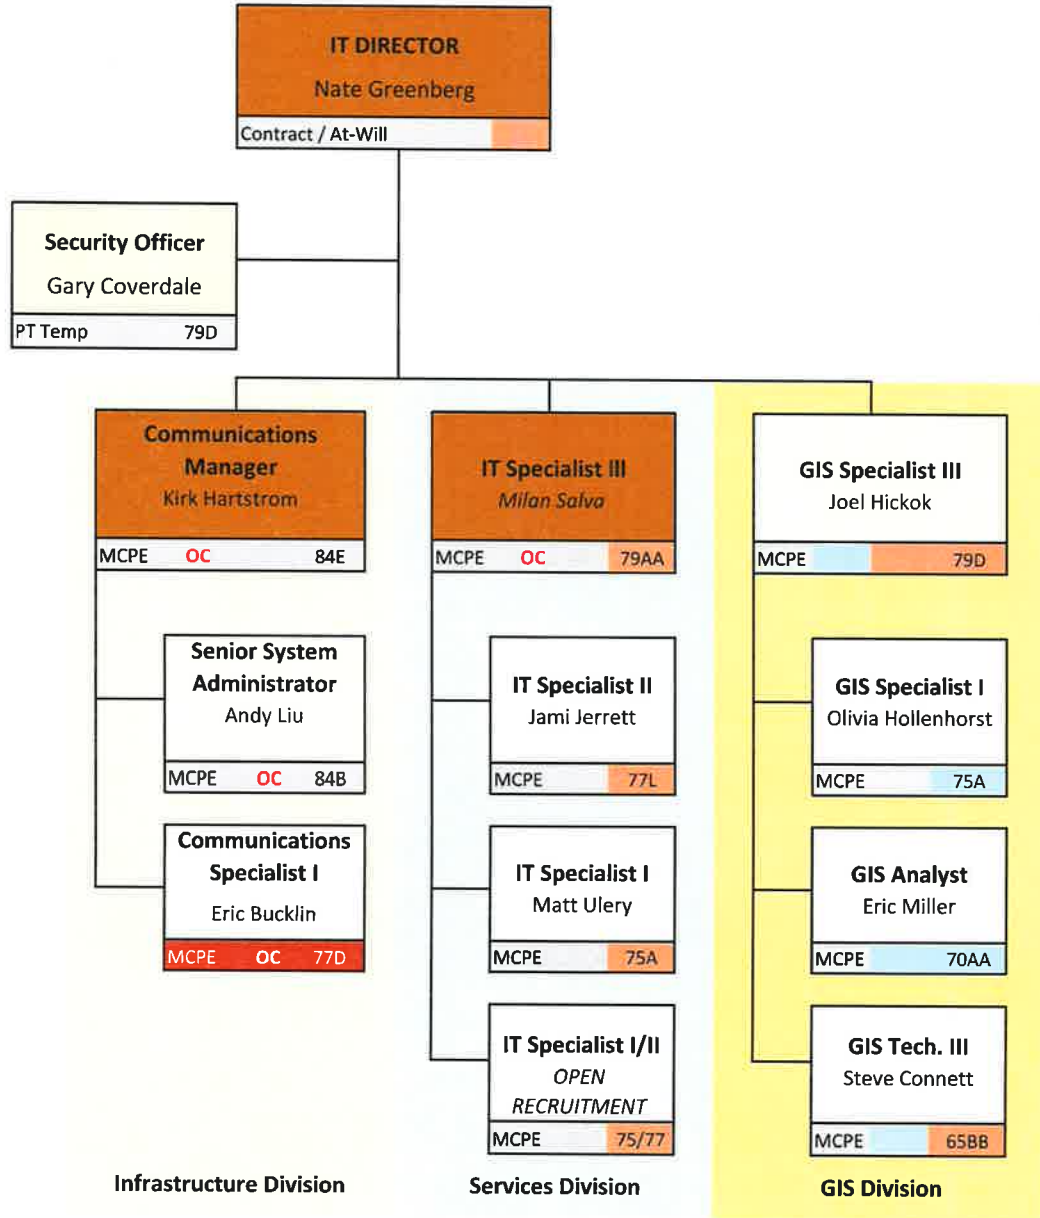 IT DIRECTOR
Nate Greenberg
Contract / At-Will
Security Officer
Gary Coverdale
PT Temp 79D
Communications
Manager
Kirk Hartstrom
MCPE OC 84E
Senior System
Administrator
Andy Liu
MCPE OC 84B
Communications
Specialist I
Eric Bucklin
MCPE OC 77D
Infrastructure Division
IT Specialist III
Milan Salva
MCPE OC 79AA
IT Specialist II
Jami Jerrett
MCPE 77L
IT Specialist I
Matt Ulery
MCPE 75A
IT Specialist I/II
OPEN
RECRUITMENT
MCPE 75/77
Services Division
GIS Specialist III
Joel Hickok
MCPE 79D
GIS Specialist I
Olivia Hollenhorst
MCPE 75A
GIS Analyst
Eric Miller
MCPE 70AA
GIS Tech. III
Steve Connett
MCPE 65BB
GIS Division